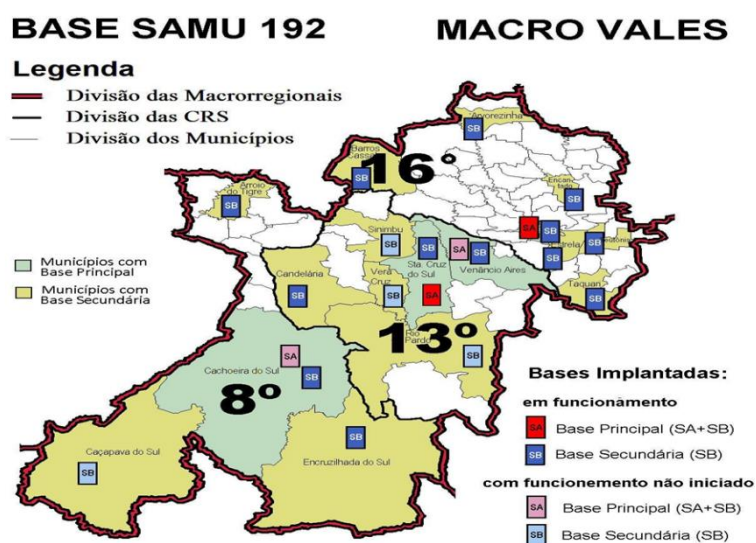 BASE SAMU 192
MACRO VALES
Legenda
Divisão das Macrorregionais
Divisão das CRS
Divisão dos Municípios
Arvorezinha
SB
Barros
SB
16º
Arroio
do Tigre
SB
SB
SA
SB
SB
SB
Taquari
SB
Municípios com
Base Principal
Municípios com
Base Secundária
Sinimbu
SB
SB
Sta. Cruz
do Sul
SA
SB
Venâncio Aires
Candelária
SB
Vera
Cruz
SB
SA
13º
Rio
Pardo
SB
SA
Cachoeira do Sul
SB
8º
Caçapava do Sul
SB
SB
Encruzilhada do Sul
Bases Implantadas:
em funcionâmento
SA Base Principal (SA+SB)
SB Base Secundária (SB)
com funcionemento não iniciado
SA Base Principal (SA+SB)
SB Base Secundária (SB)